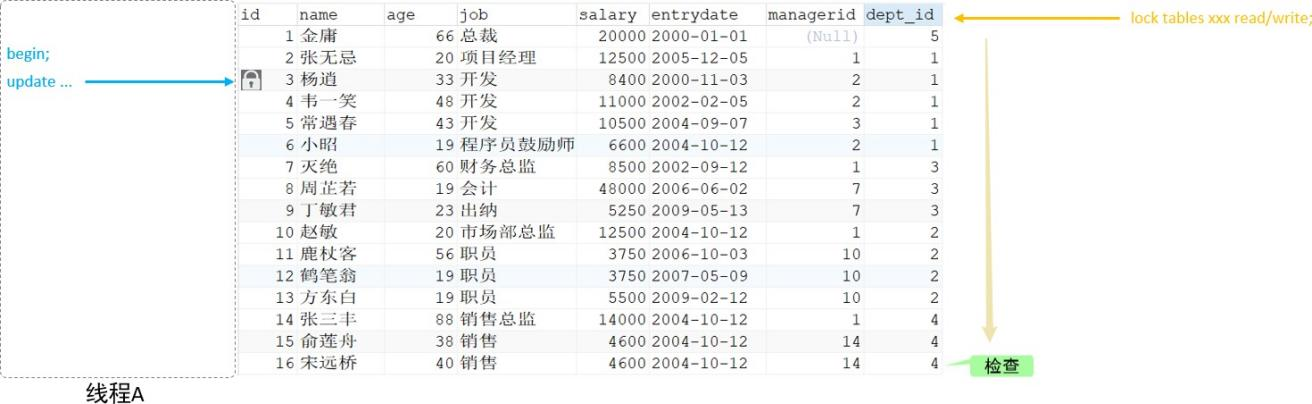 id name age job salary entrydate managerid dept_id
lock tables xxx read/write;
1 金庸 66 总裁 20000 2000-01-01 (Null) 5
begin;
2 张无忌 20 项目经理 12500 2005-12-05 1 1
update ...
3 杨逍 33 开发 8400 2000-11-03 2 1
4 韦一笑 48 开发 11000 2002-02-05 2 1
5 常遇春 43 开发 10500 2004-09-07 3 1
6 小昭 19 程序员鼓励师 6600 2004-10-12 2 1
7 灭绝 60 财务总监 8500 2002-09-12 1 3
8 周芷若 19 会计 48000 2006-06-02 7 3
9 丁敏君 23 出纳 5250 2009-05-13 7 3
10 赵敏 20 市场部总监 12500 2004-10-12 1 2
11 鹿杖客 56 职员 3750 2006-10-03 10 2
12 鹤笔翁 19 职员 3750 2007-05-09 10 2
13 方东白 19 职员 5500 2009-02-12 10 2
14 张三丰 88 销售总监 14000 2004-10-12 1 4
15 俞莲舟 38 销售 4600 2004-10-12 14 4
16 宋远桥 40 销售 4600 2004-10-12 14 4
检查
线程A